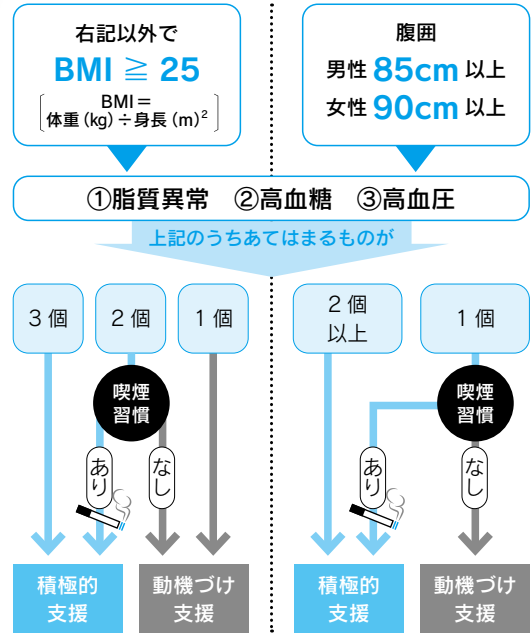 右記以外で
BMI ≧ 25
BMI＝
体重（kg）÷身長（m）²
腹囲
男性 85cm 以上
女性 90cm 以上
①脂質異常　②高血糖　③高血圧
上記のうちあてはまるものが
3 個
2 個
1 個
2 個
以上
1 個
喫煙
習慣
あり
なし
喫煙
習慣
あり
なし
積極的
支援
動機づけ
支援
積極的
支援
動機づけ
支援